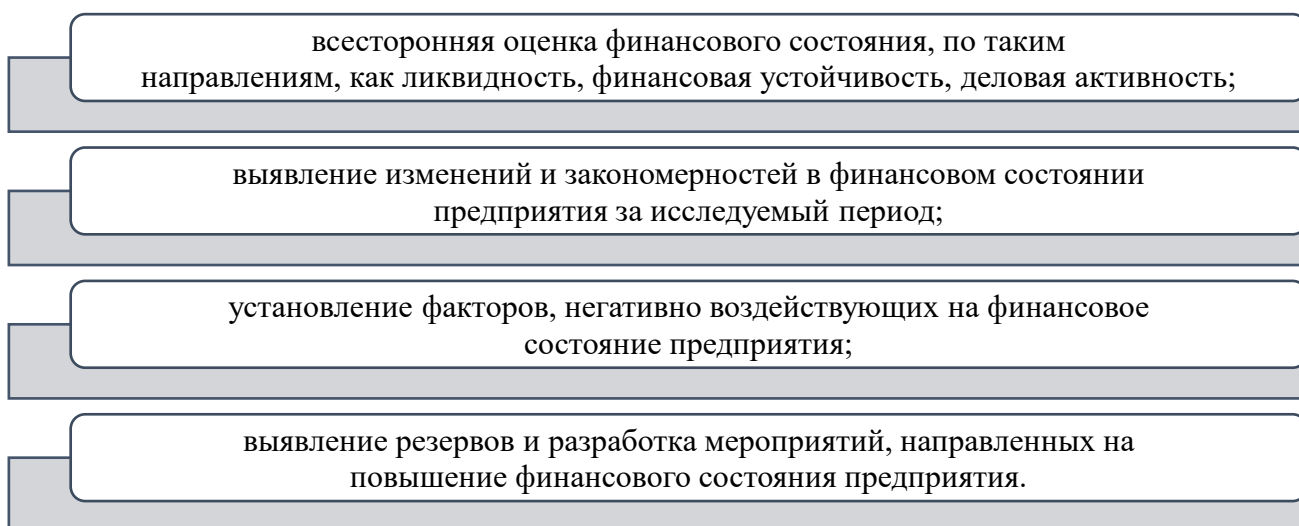 всесторонняя оценка финансового состояния, по таким
направлениям, как ликвидность, финансовая устойчивость, деловая активность;
выявление изменений и закономерностей в финансовом состоянии
предприятия за исследуемый период;
установление факторов, негативно воздействующих на финансовое
состояние предприятия;
выявление резервов и разработка мероприятий, направленных на
повышение финансового состояния предприятия.